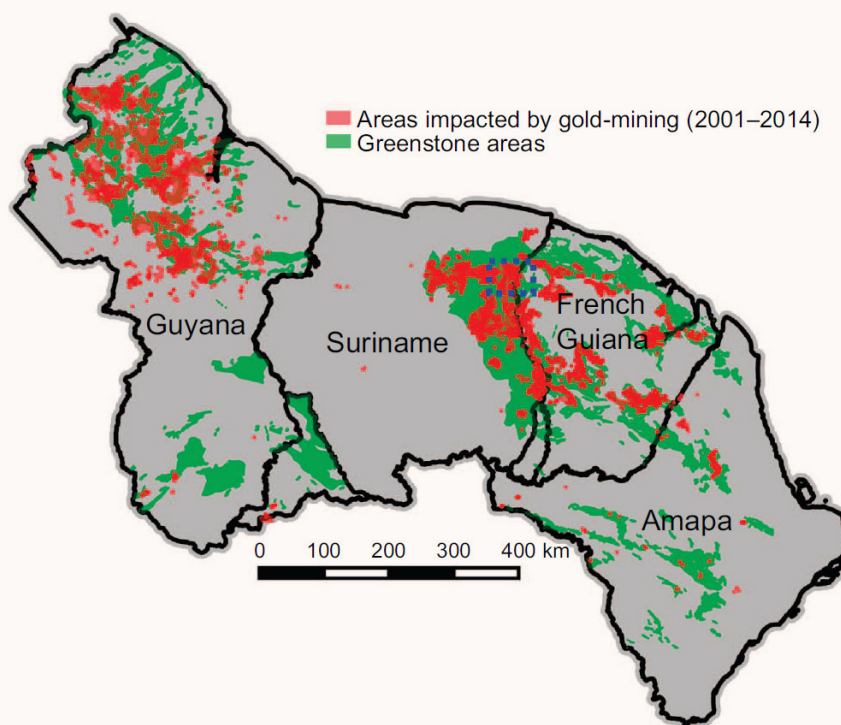 Areas impacted by gold-mining (2001–2014)
Greenstone areas
French
Guiana
Guyana
Suriname
Amapa
0 100 200 300 400 km